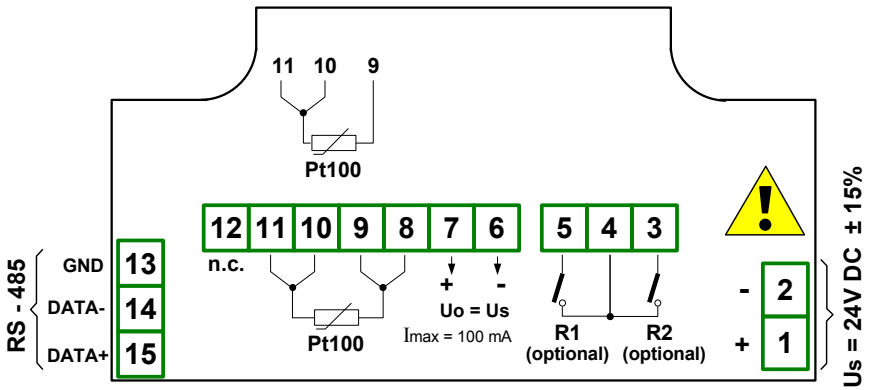 11 10 9
Pt100
12 11 10 9 8 7 6 5 4 3
n.c.
+ -
Uo = Us
Imax = 100 mA
Pt100
R1 R2
(optional) (optional)
RS - 485
GND 13
DATA- 14
DATA+ 15
!
- 2
+ 1
Us = 24V DC ± 15%